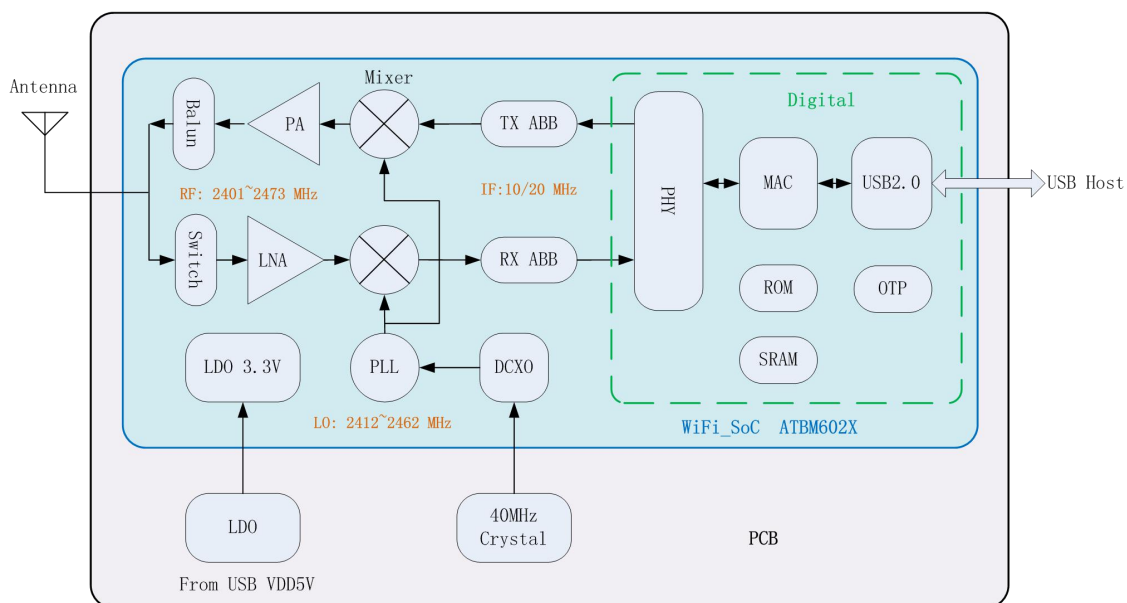 Antenna
Mixer
Digital
Balun
PA
TX ABB
RF: 2401~2473 MHz
IF:10/20 MHz
PHY
MAC
USB2.0
USB Host
Switch
LNA
RX ABB
ROM
OTP
LDO 3.3V
PLL
DCXO
SRAM
LO: 2412~2462 MHz
WiFi_SoC ATBM602X
LDO
40MHz
Crystal
PCB
From USB VDD5V